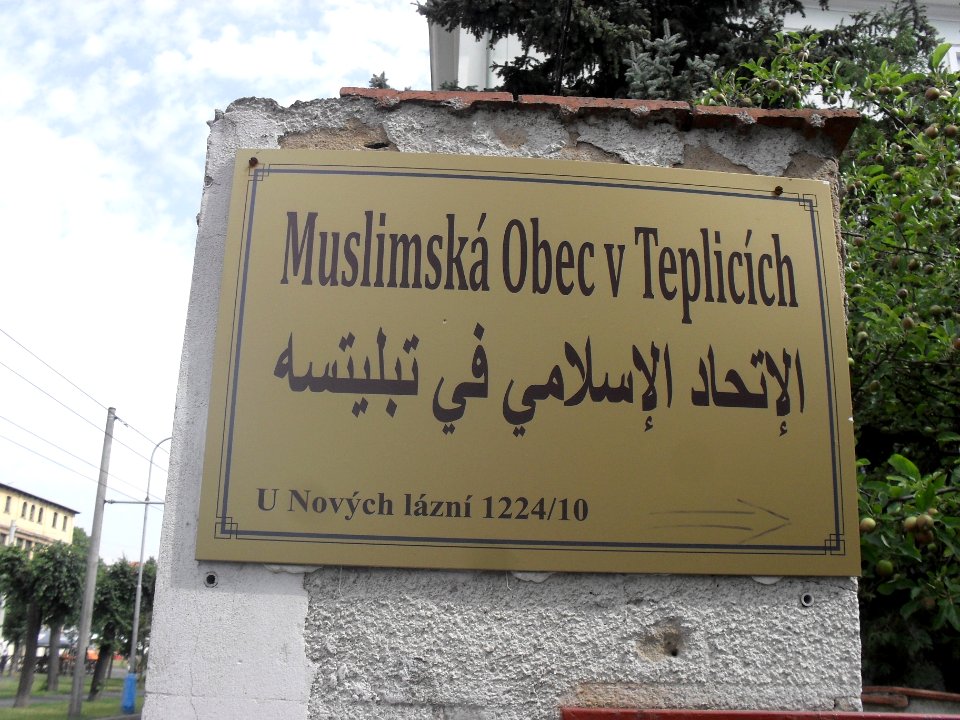 Muslimská Obec v Teplicích
الإتحاد الإسلامي في تبليتسه
U Nových lázní 1224/10